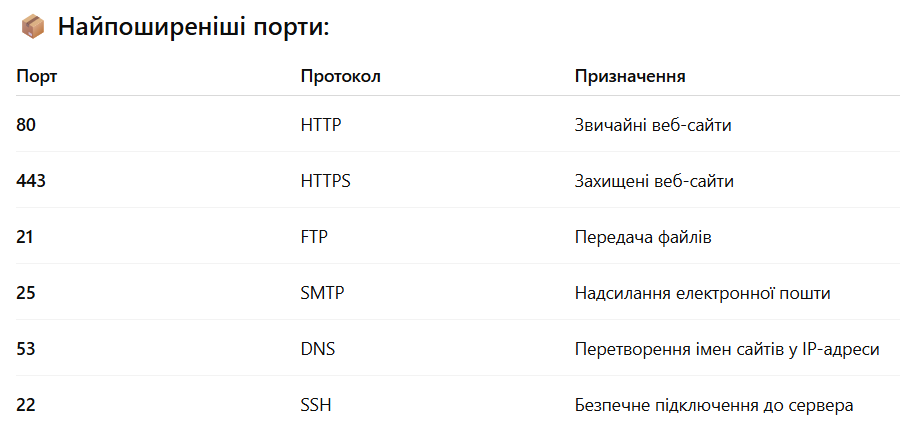 📦 Найпоширеніші порти:
Порт Протокол Призначення
80 HTTP Звичайні веб-сайти
443 HTTPS Захищені веб-сайти
21 FTP Передача файлів
25 SMTP Надсилання електронної пошти
53 DNS Перетворення імен сайтів у IP-адреси
22 SSH Безпечне підключення до сервера